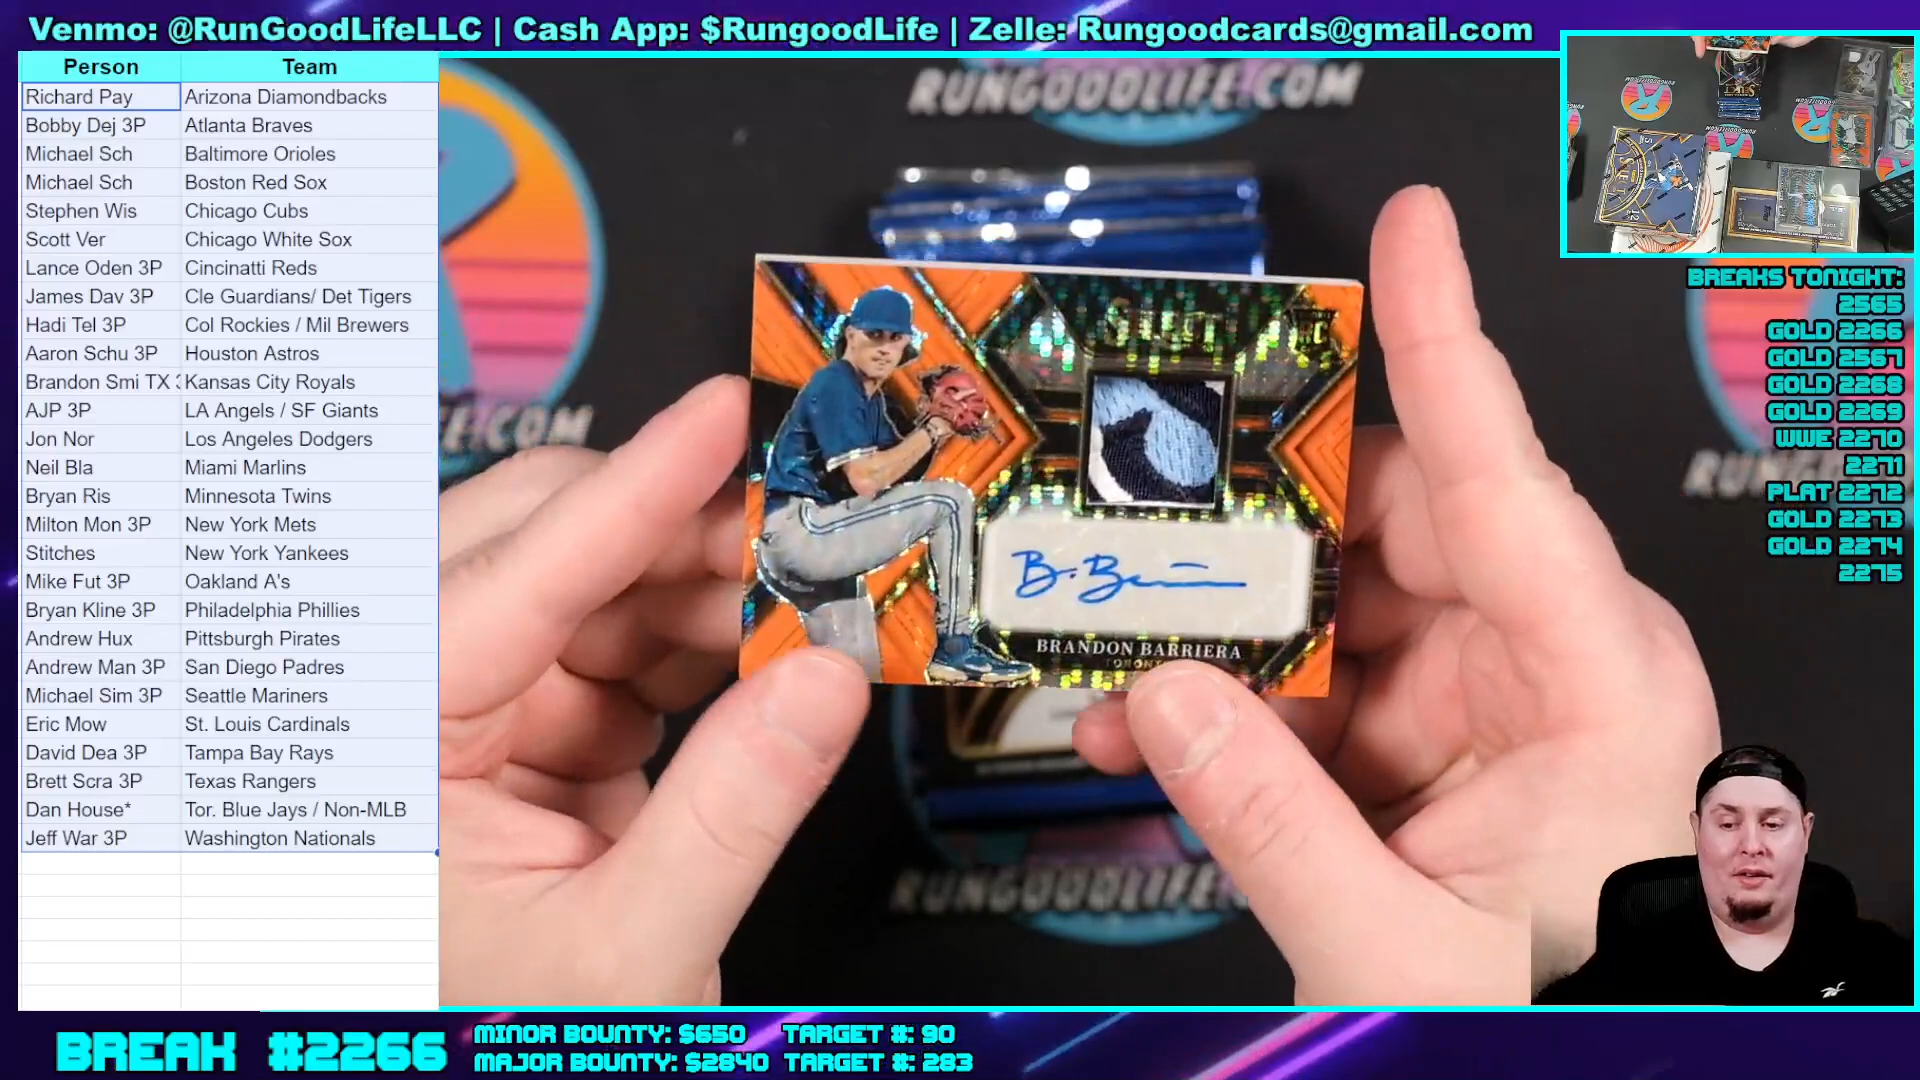 Venmo: @RunGoodLifeLLC | Cash App: $RungoodLife | Zelle: Rungoodcards@gmail.com
Person Team
Richard Pay Arizona Diamondbacks
Bobby Dej 3P Atlanta Braves
Michael Sch Baltimore Orioles
Michael Sch Boston Red Sox
Stephen Wis Chicago Cubs
Scott Ver Chicago White Sox
Lance Oden 3P Cincinatti Reds
James Dav 3P Cle Guardians/ Det Tigers
Hadi Tel 3P Col Rockies / Mil Brewers
Aaron Schu 3P Houston Astros
Brandon Smi TX Kansas City Royals
AJP 3P LA Angels / SF Giants
Jon Nor Los Angeles Dodgers
Neil Bla Miami Marlins
Bryan Ris Minnesota Twins
Milton Mon 3P New York Mets
Stitches New York Yankees
Mike Fut 3P Oakland A's
Bryan Kline 3P Philadelphia Phillies
Andrew Hux Pittsburgh Pirates
Andrew Man 3P San Diego Padres
Michael Sim 3P Seattle Mariners
Eric Mow St. Louis Cardinals
David Dea 3P Tampa Bay Rays
Brett Scra 3P Texas Rangers
Dan House* Tor. Blue Jays / Non-MLB
Jeff War 3P Washington Nationals
RUNGOODLIFE.COM
SELECT
RC
B. B
BRANDON BARRIERA
RUNGOODLIFE.C
BREAKS TONIGHT:
2565
GOLD 2266
GOLD 2567
GOLD 2268
GOLD 2269
WWE 2270
2271
PLAT 2272
GOLD 2273
GOLD 2274
2275
BREAK #2266
MINOR BOUNTY: $650 TARGET #: 90
MAJOR BOUNTY: $2840 TARGET #: 283